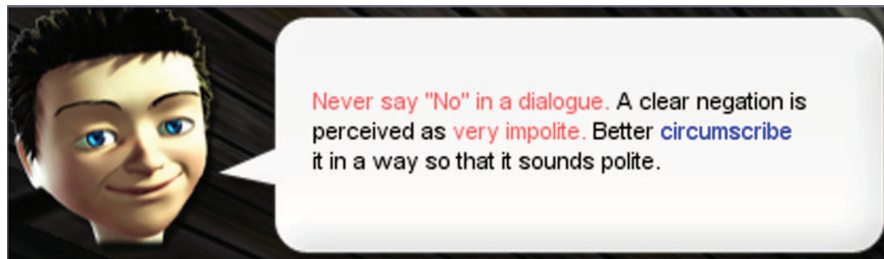 Never say "No" in a dialogue. A clear negation is
perceived as very impolite. Better circumscribe
it in a way so that it sounds polite.